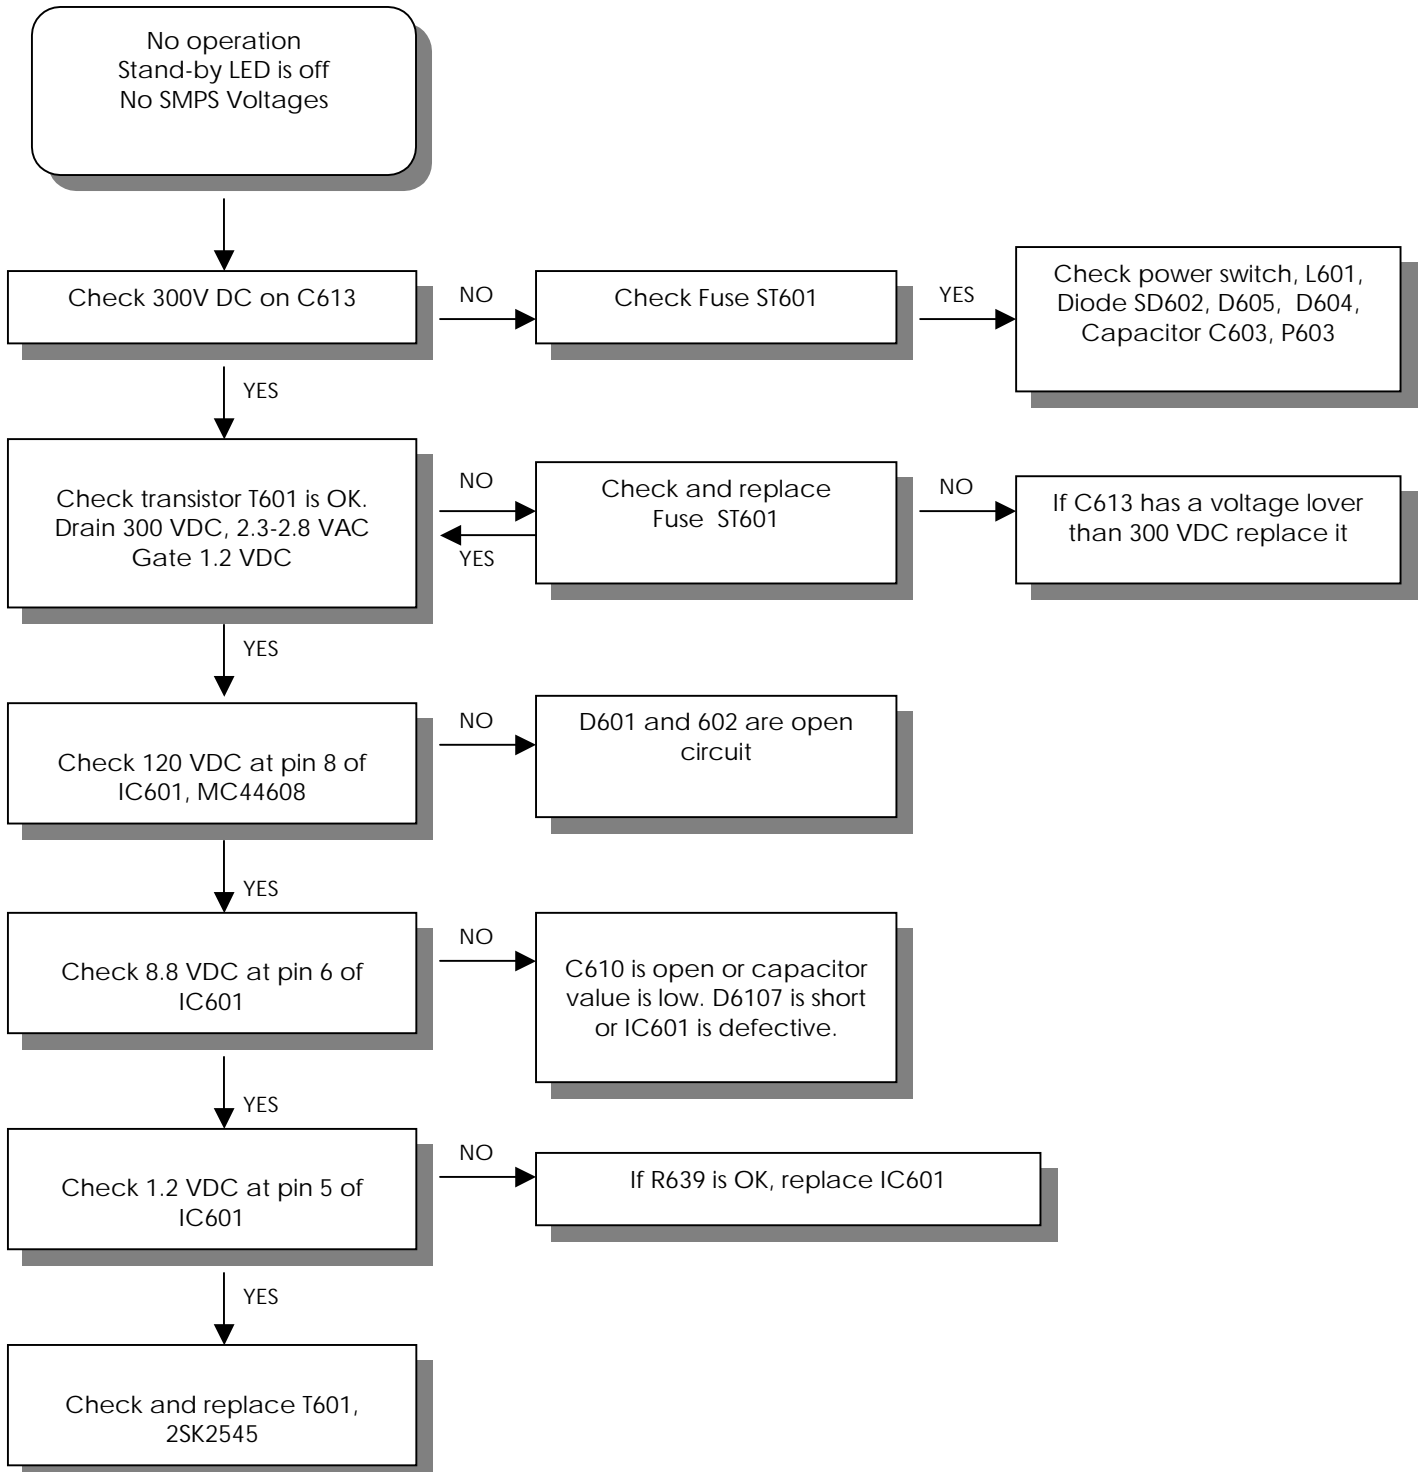 No operation
Stand-by LED is off
No SMPS Voltages
Check 300V DC on C613
NO
Check Fuse ST601
YES
Check power switch, L601,
Diode SD602, D605, D604,
Capacitor C603, P603
YES
Check transistor T601 is OK.
Drain 300 VDC, 2.3-2.8 VAC
Gate 1.2 VDC
NO
YES
Check and replace
Fuse ST601
NO
If C613 has a voltage lover
than 300 VDC replace it
YES
Check 120 VDC at pin 8 of
IC601, MC44608
NO
D601 and 602 are open
circuit
YES
Check 8.8 VDC at pin 6 of
IC601
NO
C610 is open or capacitor
value is low. D6107 is short
or IC601 is defective.
YES
Check 1.2 VDC at pin 5 of
IC601
NO
If R639 is OK, replace IC601
YES
Check and replace T601,
2SK2545